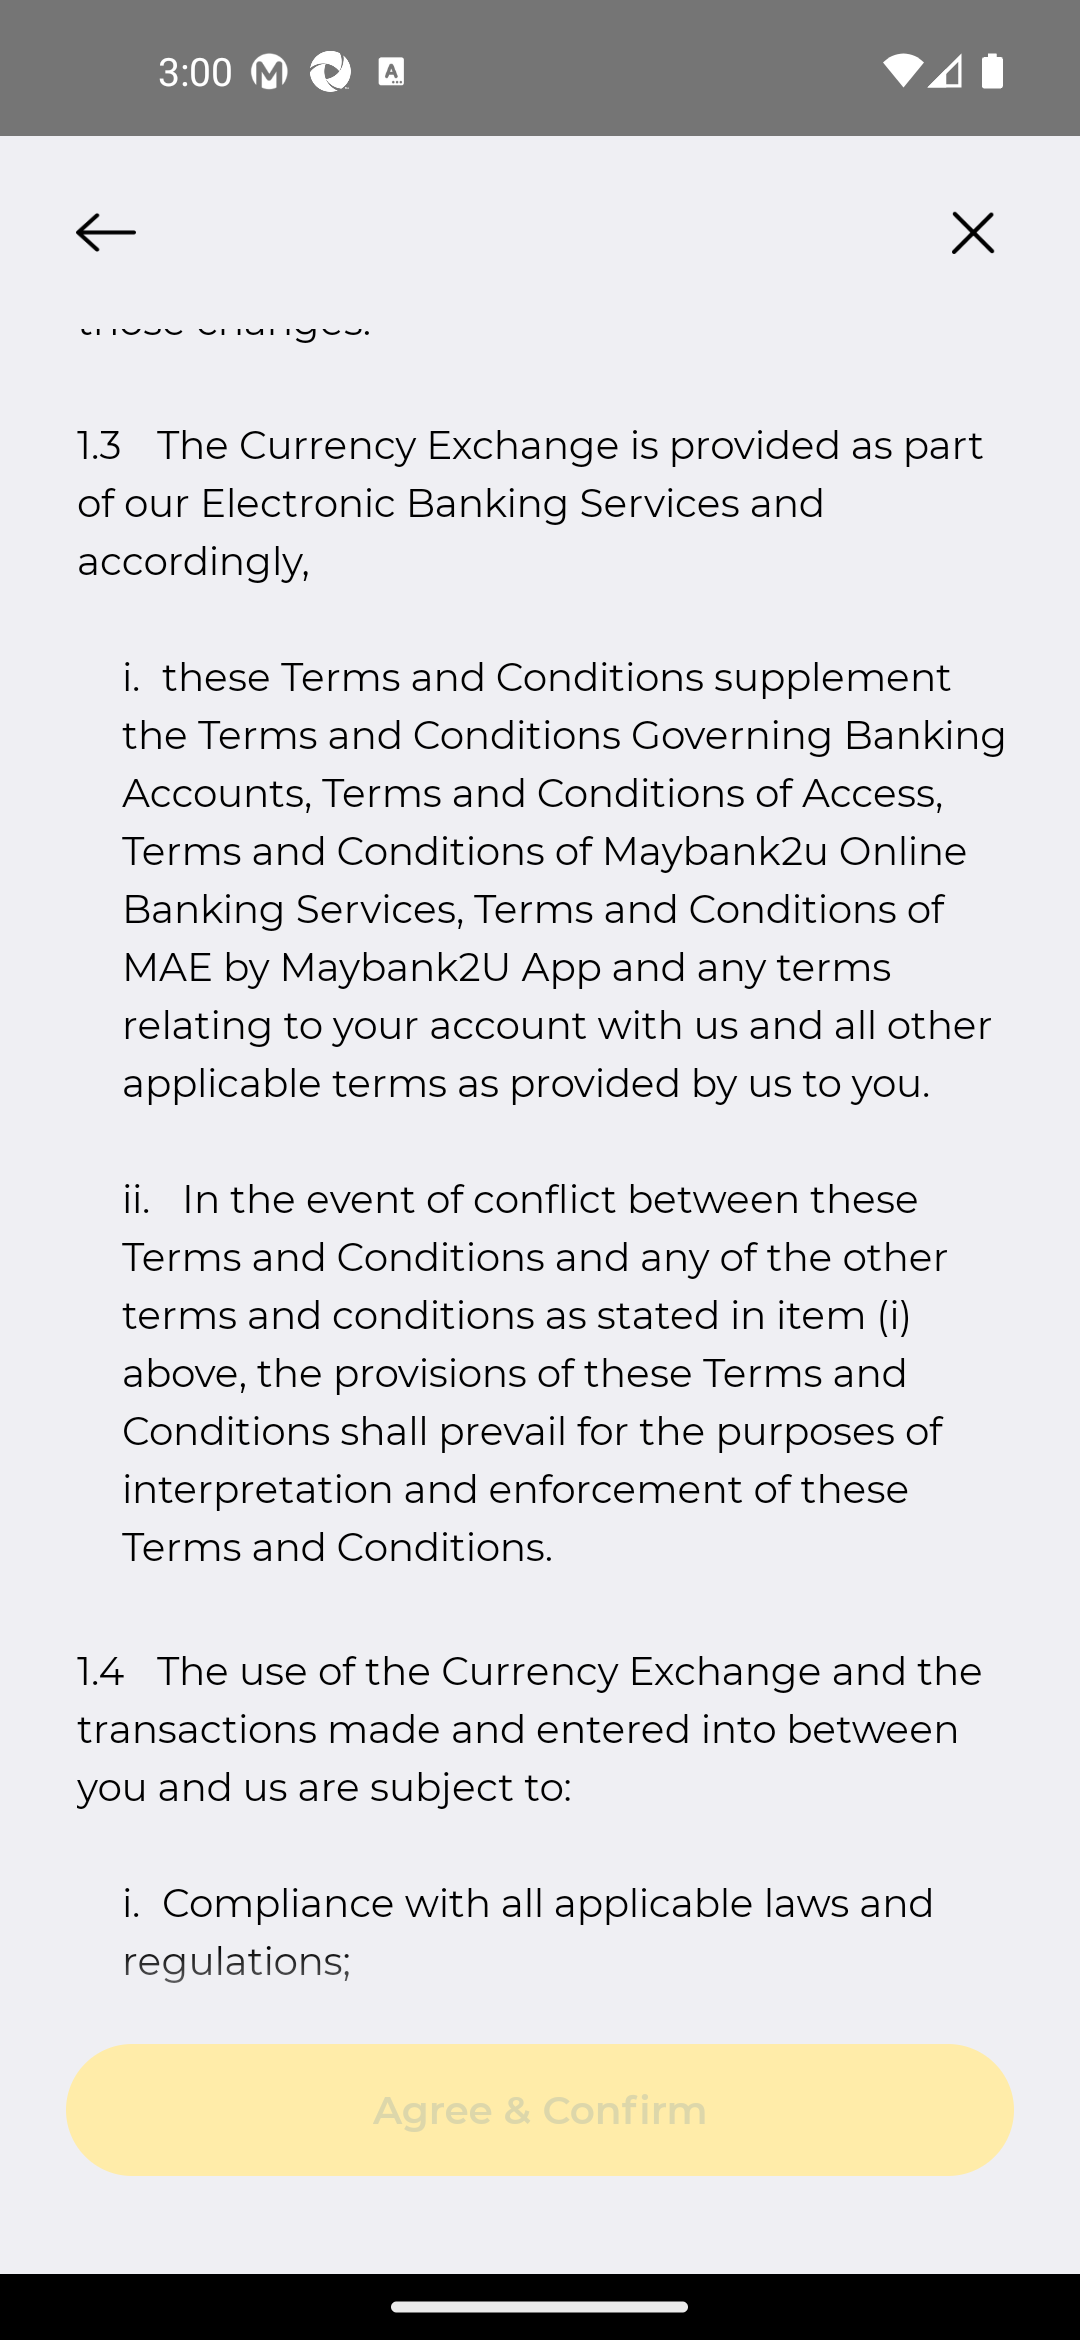 3:00
those changes.
1.3 The Currency Exchange is provided as part
of our Electronic Banking Services and
accordingly,
i. these Terms and Conditions supplement
the Terms and Conditions Governing Banking
Accounts, Terms and Conditions of Access,
Terms and Conditions of Maybank2u Online
Banking Services, Terms and Conditions of
MAE by Maybank2U App and any terms
relating to your account with us and all other
applicable terms as provided by us to you.
ii. In the event of conflict between these
Terms and Conditions and any of the other
terms and conditions as stated in item (i)
above, the provisions of these Terms and
Conditions shall prevail for the purposes of
interpretation and enforcement of these
Terms and Conditions.
1.4 The use of the Currency Exchange and the
transactions made and entered into between
you and us are subject to:
i. Compliance with all applicable laws and
regulations;
Agree & Confirm